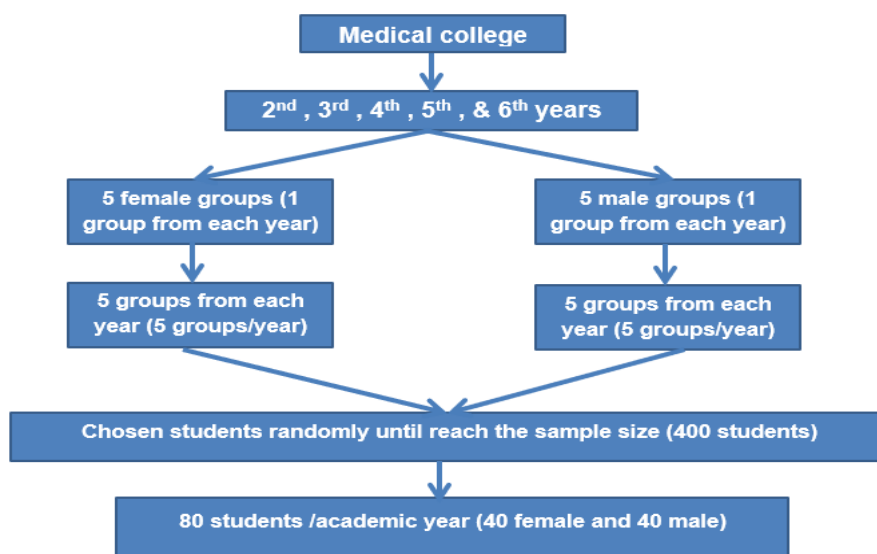 Medical college
2nd , 3rd , 4th , 5th , & 6th years
5 female groups (1
group from each year)
5 male groups (1
group from each year)
5 groups from each
year (5 groups/year)
5 groups from each
year (5 groups/year)
Chosen students randomly until reach the sample size (400 students)
80 students /academic year (40 female and 40 male)